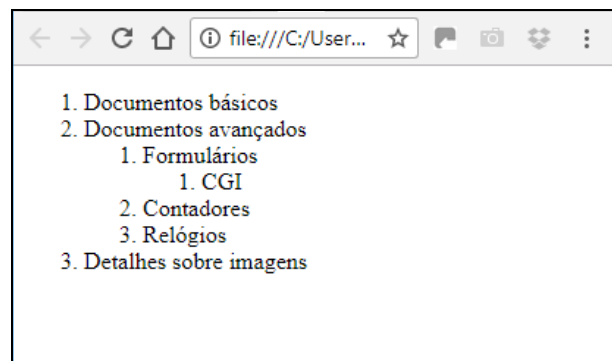 file:///C:/User...
1. Documentos básicos
2. Documentos avançados
1. Formulários
1. CGI
2. Contadores
3. Relógios
3. Detalhes sobre imagens